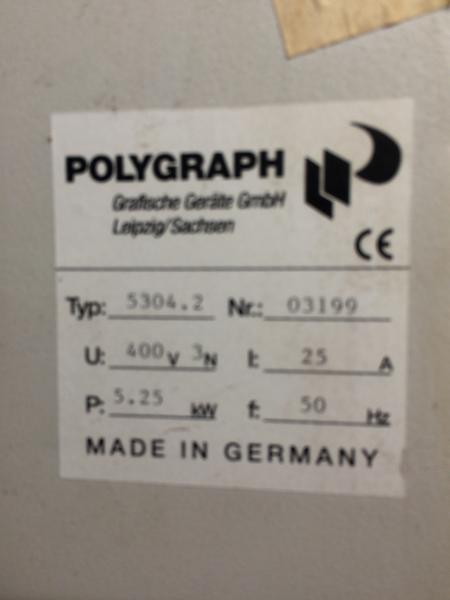 POLYGRAPH
Grafische Geräte GmbH
Leipzig/Sachsen
CE
Typ: 5304.2 Nr.: 03199
U: 400 V 3 N I: 25 A
P: 5.25 kW f: 50 Hz
MADE IN GERMANY